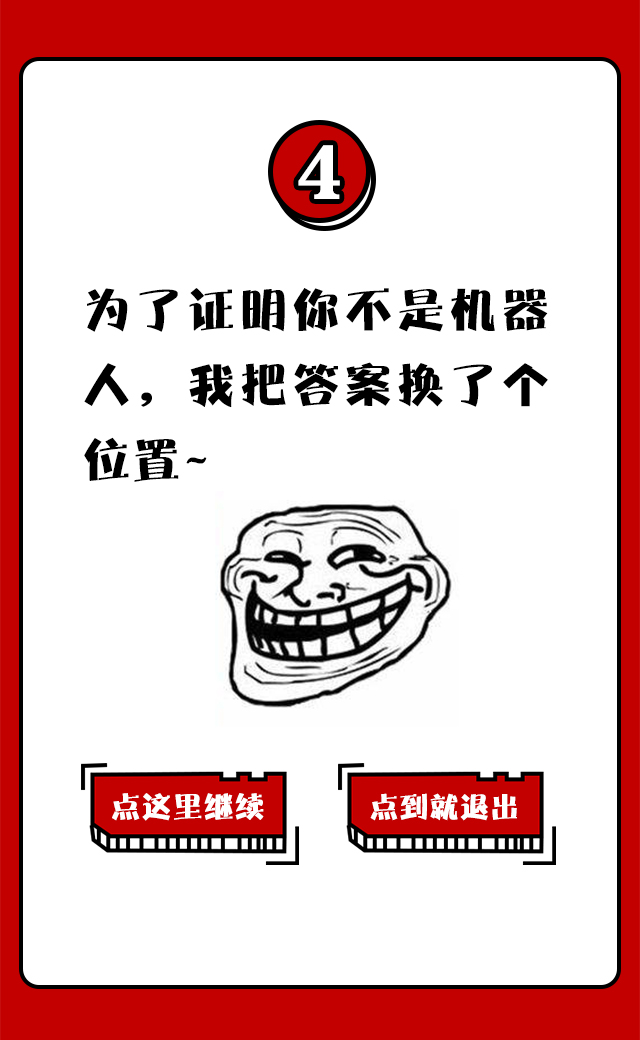 4
为了证明你不是机器
人，我把答案换了个
位置~
点这里继续
点到就退出